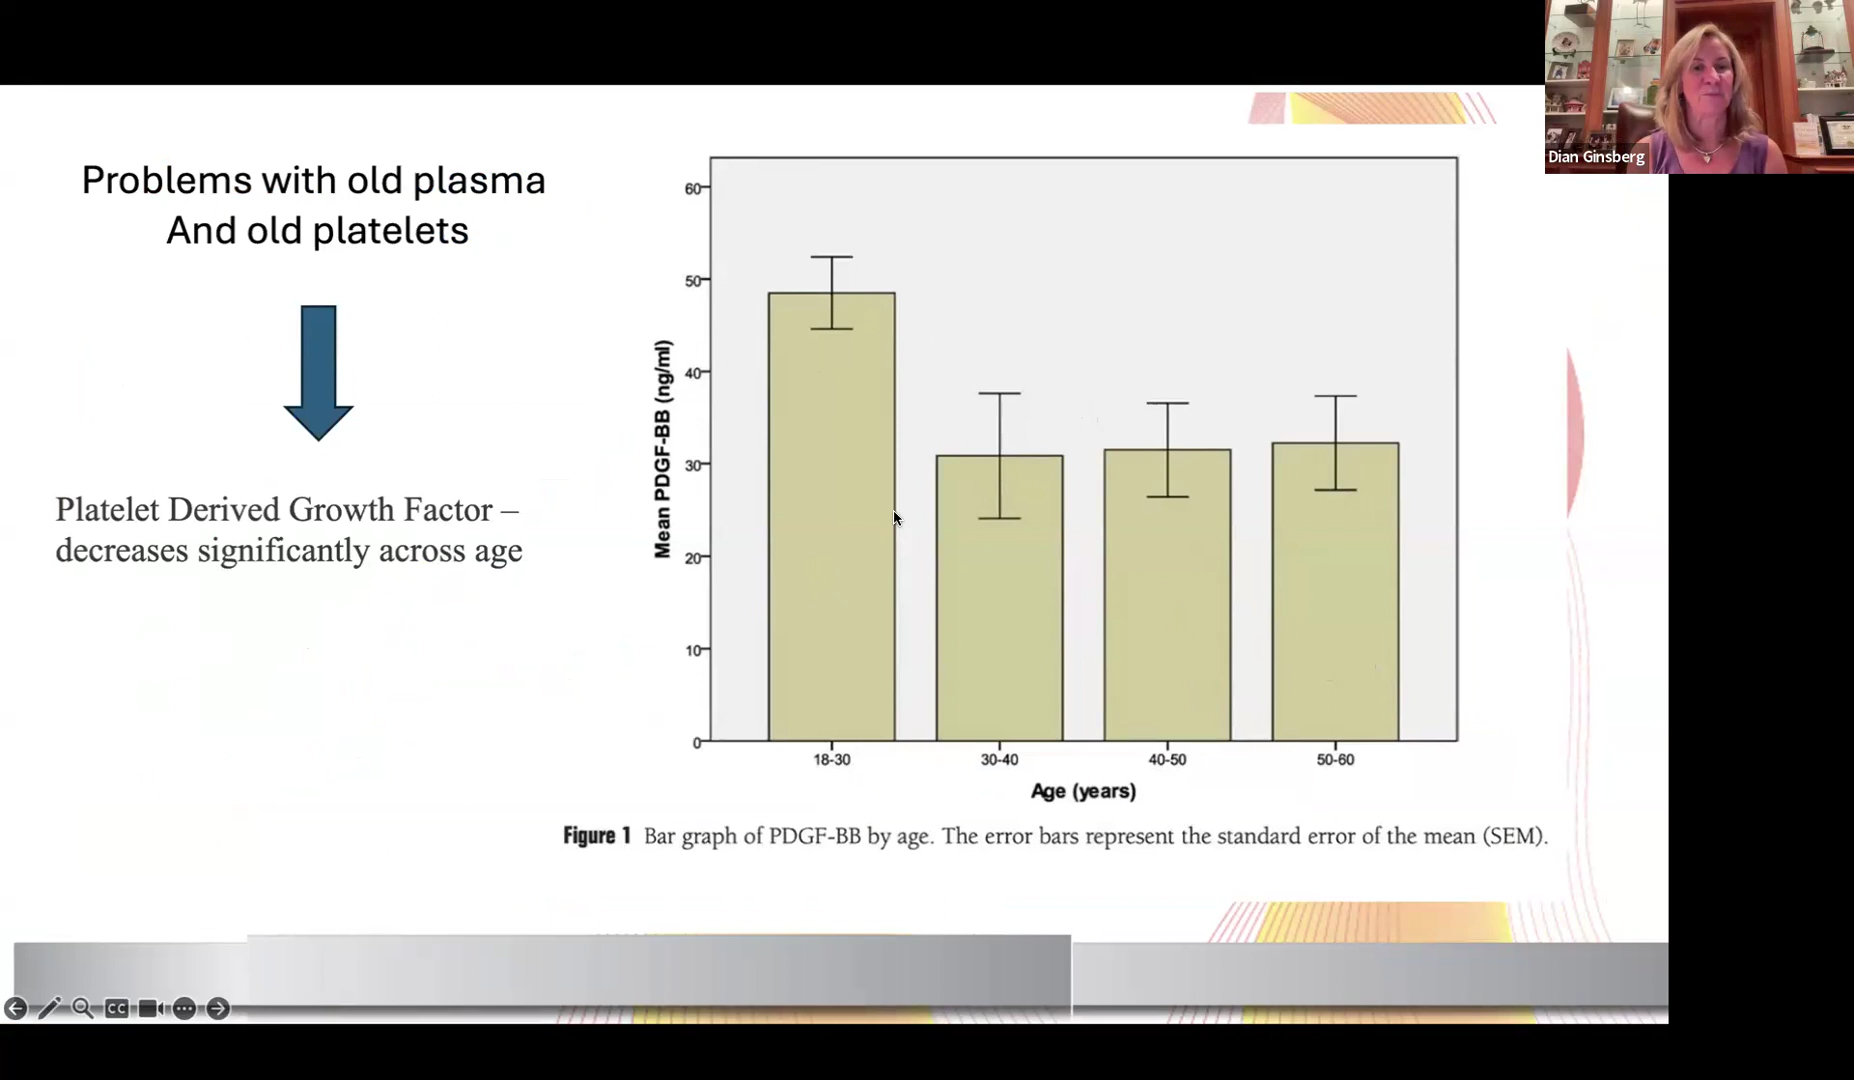 Dian Ginsberg
Problems with old plasma
And old platelets
Platelet Derived Growth Factor –
decreases significantly across age
Mean PDGF-BB (ng/ml)
60
50
40
30
20
10
0
18-30 30-40 40-50 50-60
Age (years)
Figure 1 Bar graph of PDGF-BB by age. The error bars represent the standard error of the mean (SEM).
CC